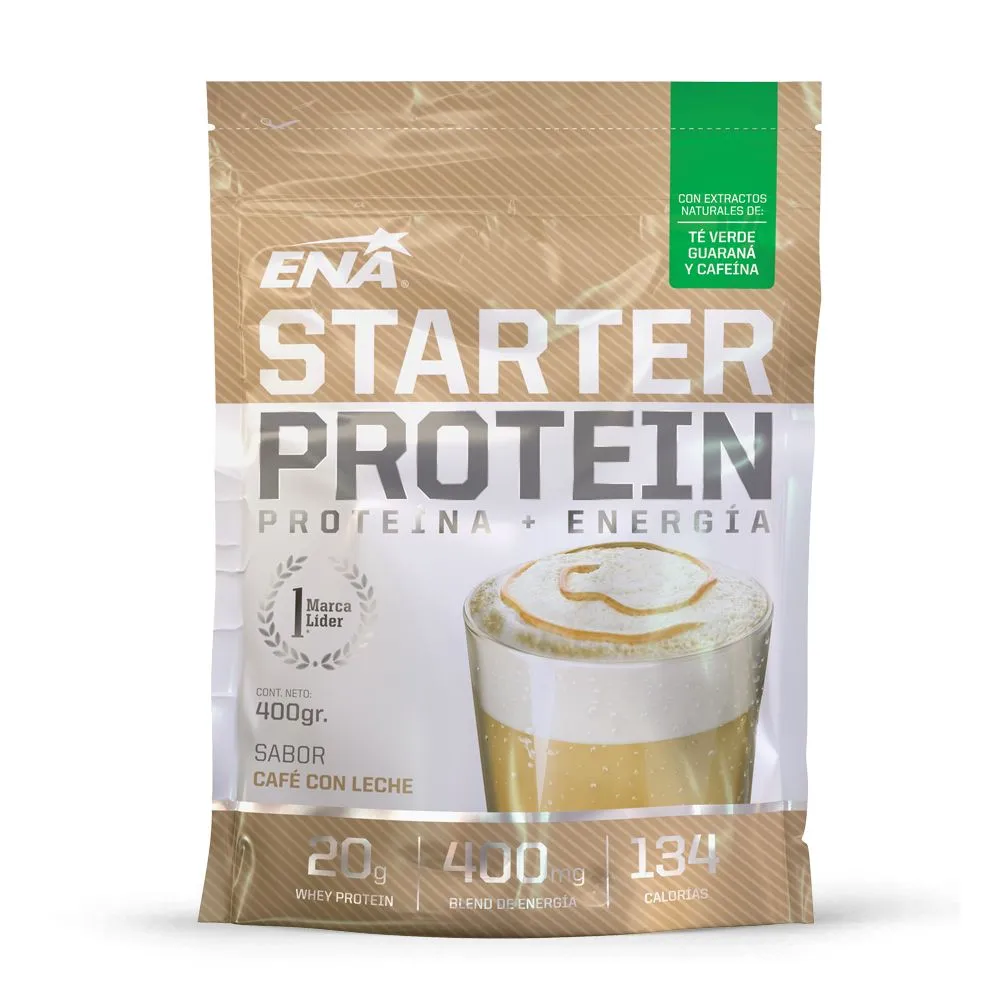 CON EXTRACTOS
NATURALES DE:
TÉ VERDE
GUARANÁ
Y CAFEÍNA
ENA®
STARTER
PROTEIN
PROTEÍNA + ENERGÍA
1
Marca
Líder
CONT. NETO:
400gr.
SABOR
CAFÉ CON LECHE
20g
WHEY PROTEIN
400mg
BLEND DE ENERGÍA
134
CALORÍAS